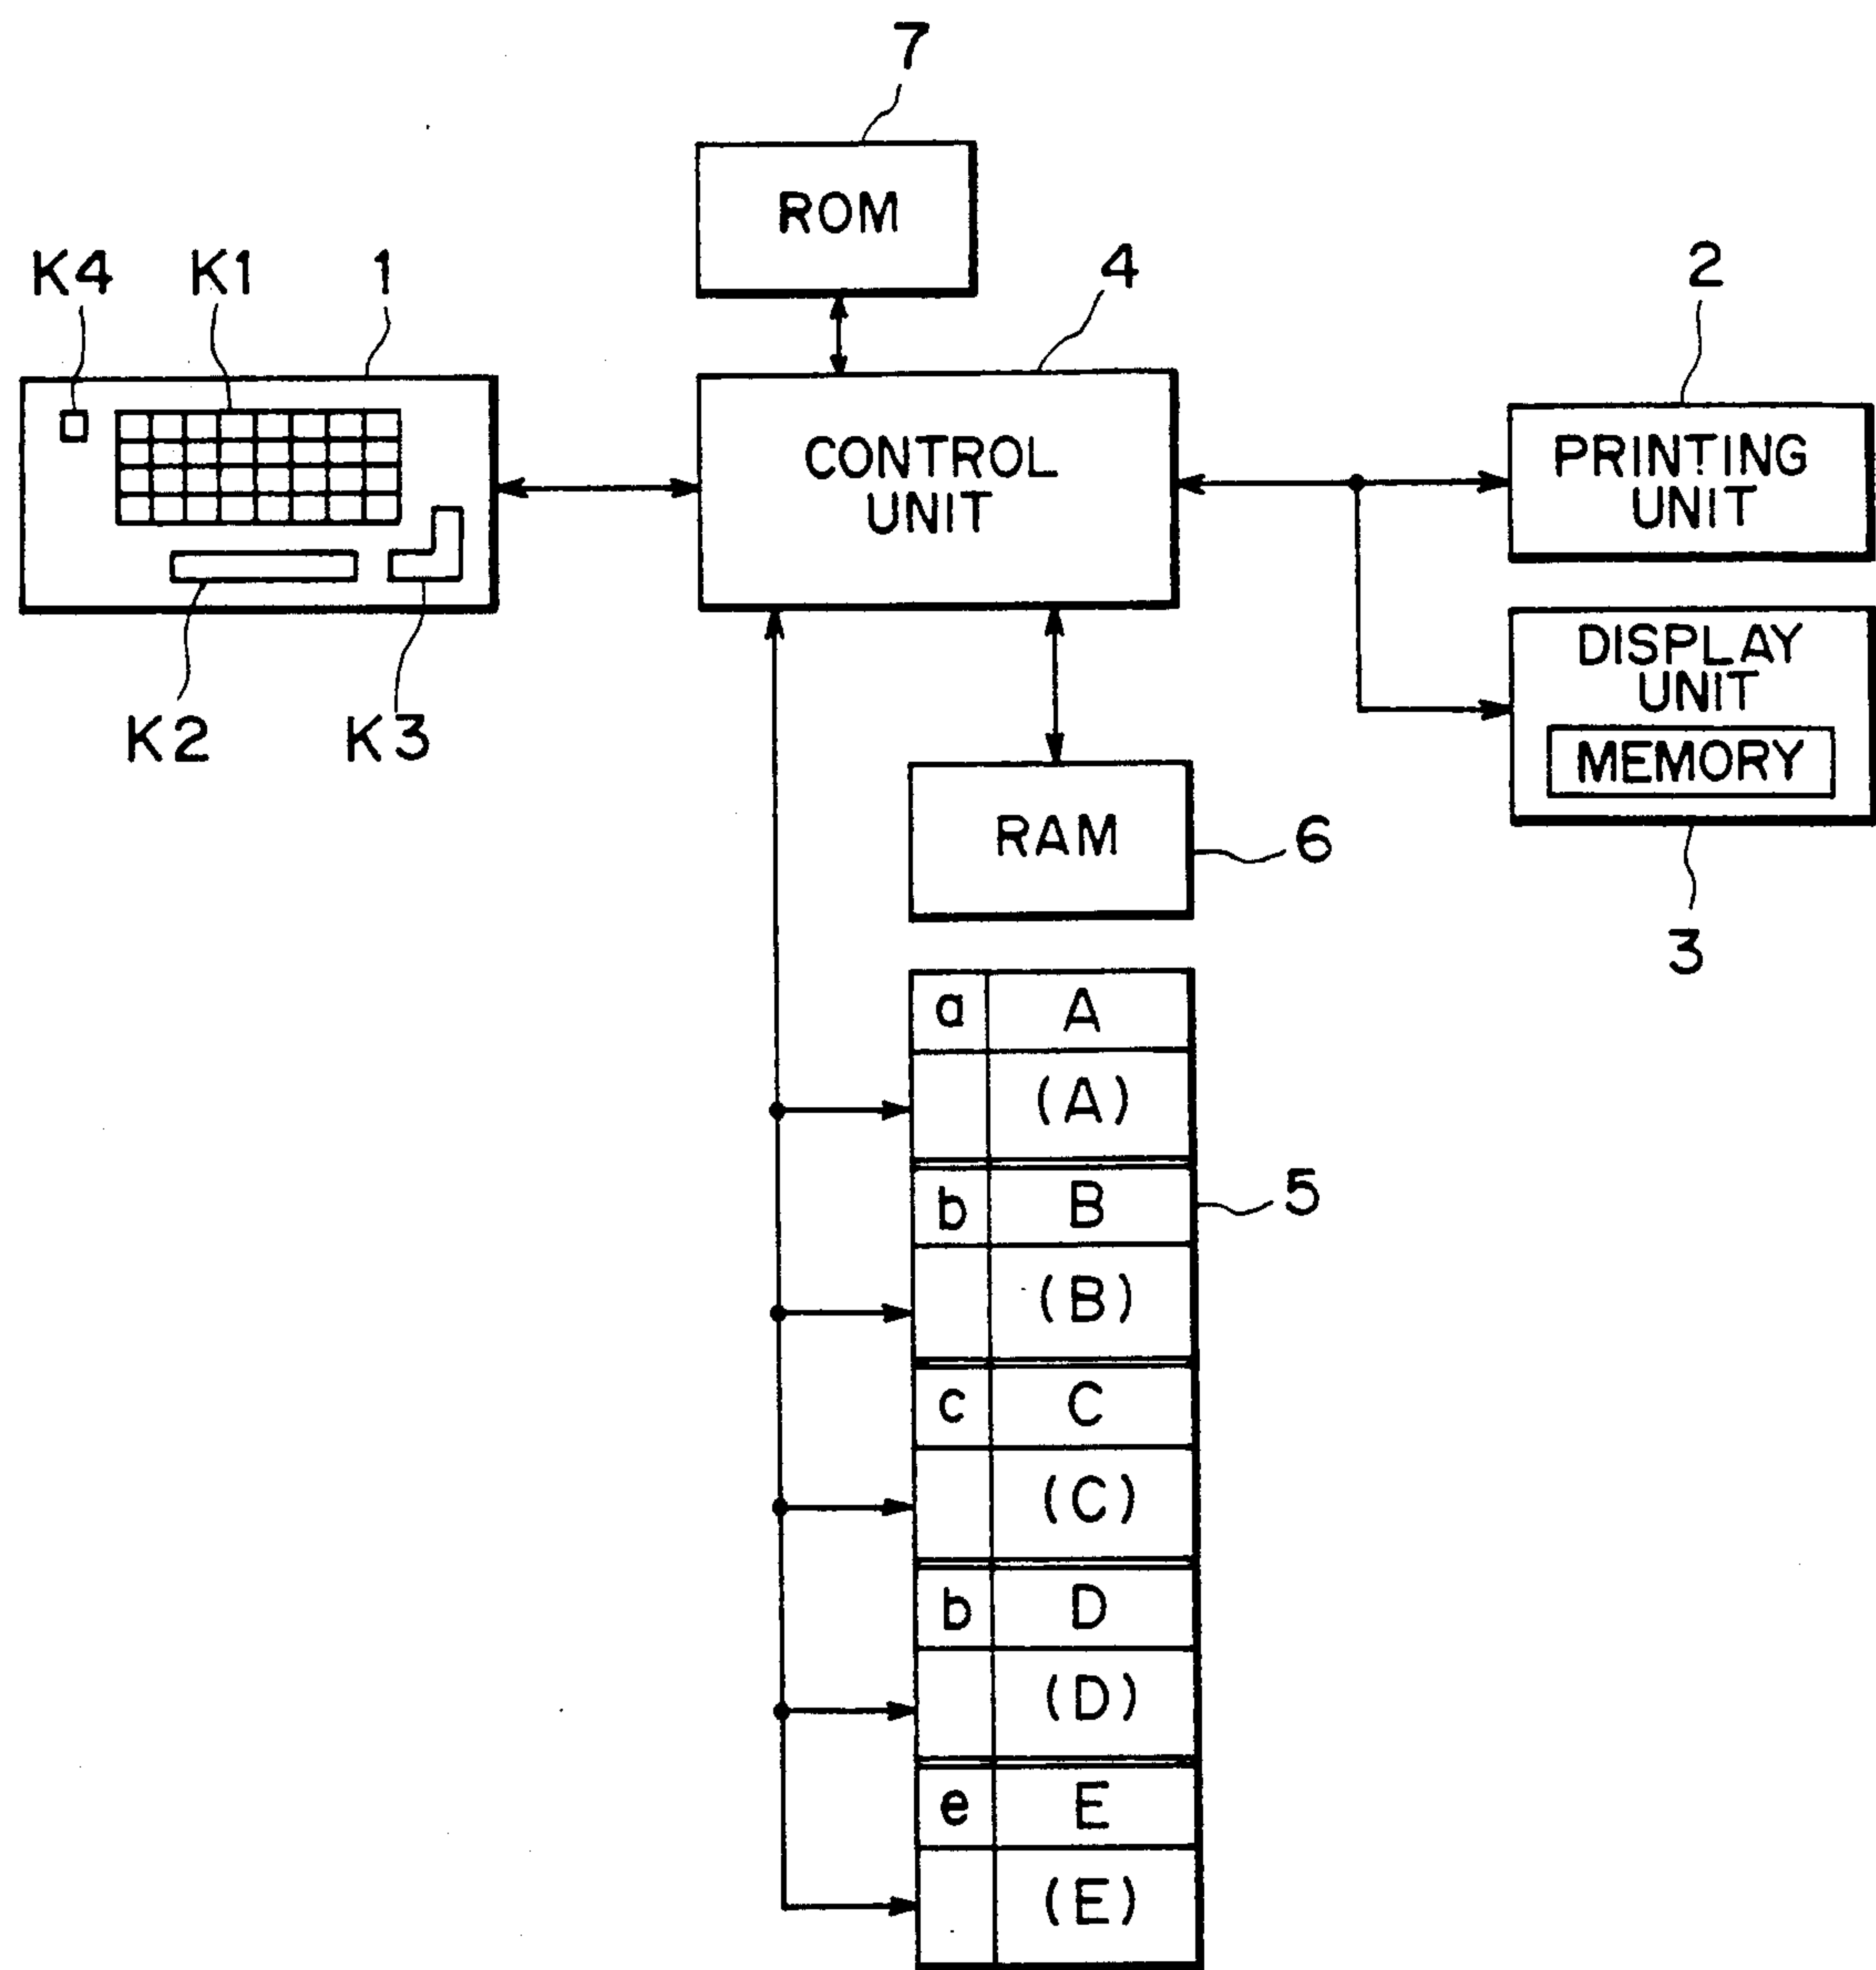 7
ROM
K4
K1
1
4
2
CONTROL
UNIT
PRINTING
UNIT
K2
K3
DISPLAY
UNIT
MEMORY
RAM
6
3
a A
(A)
b B
5
(B)
c C
(C)
b D
(D)
e E
(E)